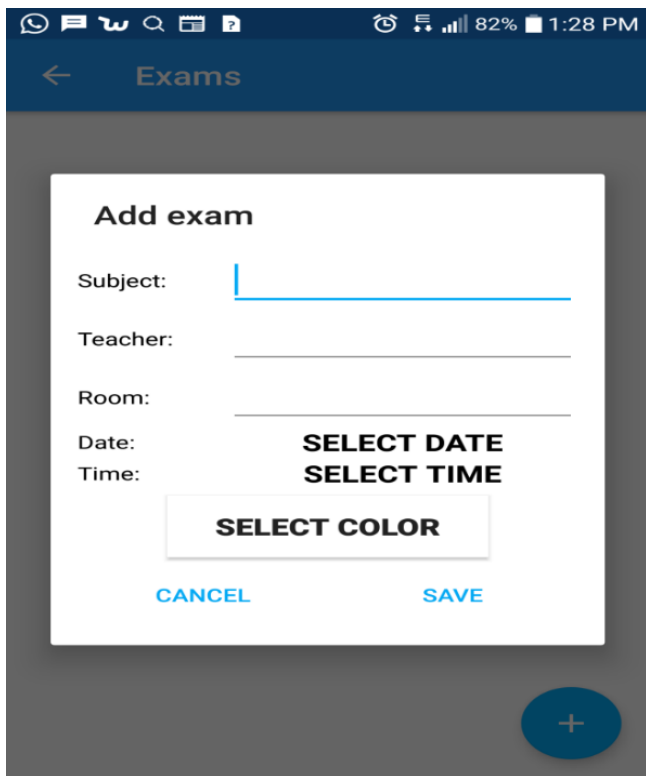 82% 1:28 PM
Exams
Add exam
Subject:
Teacher:
Room:
Date: SELECT DATE
Time: SELECT TIME
SELECT COLOR
CANCEL SAVE